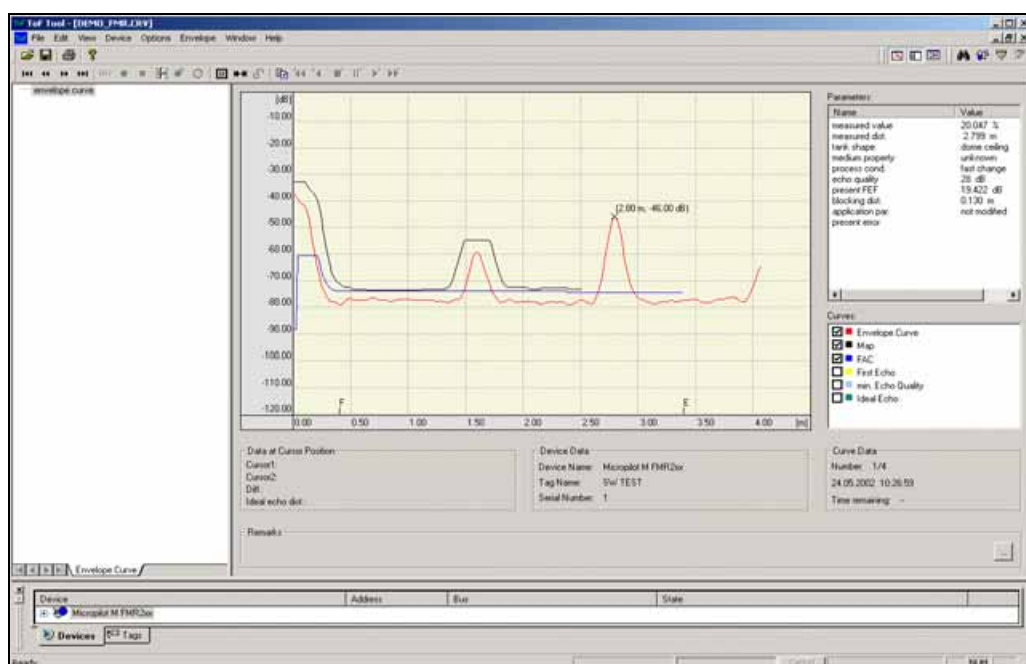 ToF Tool - [DEMO_FMR.CRV]
File Edit View Device Options Envelope Window Help
envelope curve
[dB]
-10.00
-20.00
-30.00
-40.00
-50.00
-60.00
-70.00
-80.00
-90.00
-100.00
-110.00
-120.00
[2.80 m, -46.00 dB]
F
E
0.00 0.50 1.00 1.50 2.00 2.50 3.00 3.50 4.00 [m]
Parameters:
Name Value
measured value 20.047 %
measured dist. 2.799 m
tank shape dome ceiling
medium property unknown
process cond. fast change
echo quality 28 dB
present FEF 19.422 dB
blocking dist. 0.130 m
application par. not modified
present error
Curves:
Envelope Curve
Map
FAC
First Echo
min. Echo Quality
Ideal Echo
Data at Cursor Position
Cursor1:
Cursor2:
Diff.:
Ideal echo dist.:
Device Data
Device Name: Micropilot M FMR2xx
Tag Name: SW TEST
Serial Number: 1
Curve Data
Number: 1/4
24.05.2002 10:26:59
Time remaining: -
Remarks
...
Envelope Curve
Device Address Bus State
Micropilot M FMR2xx
Devices Tags
Ready